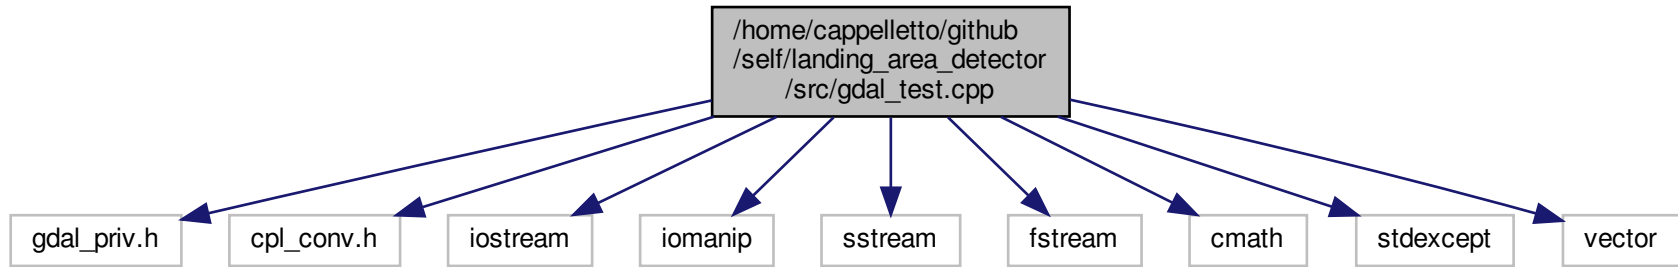 /home/cappelletto/github
/self/landing_area_detector
/src/gdal_test.cpp
gdal_priv.h
cpl_conv.h
iostream
iomanip
sstream
fstream
cmath
stdexcept
vector